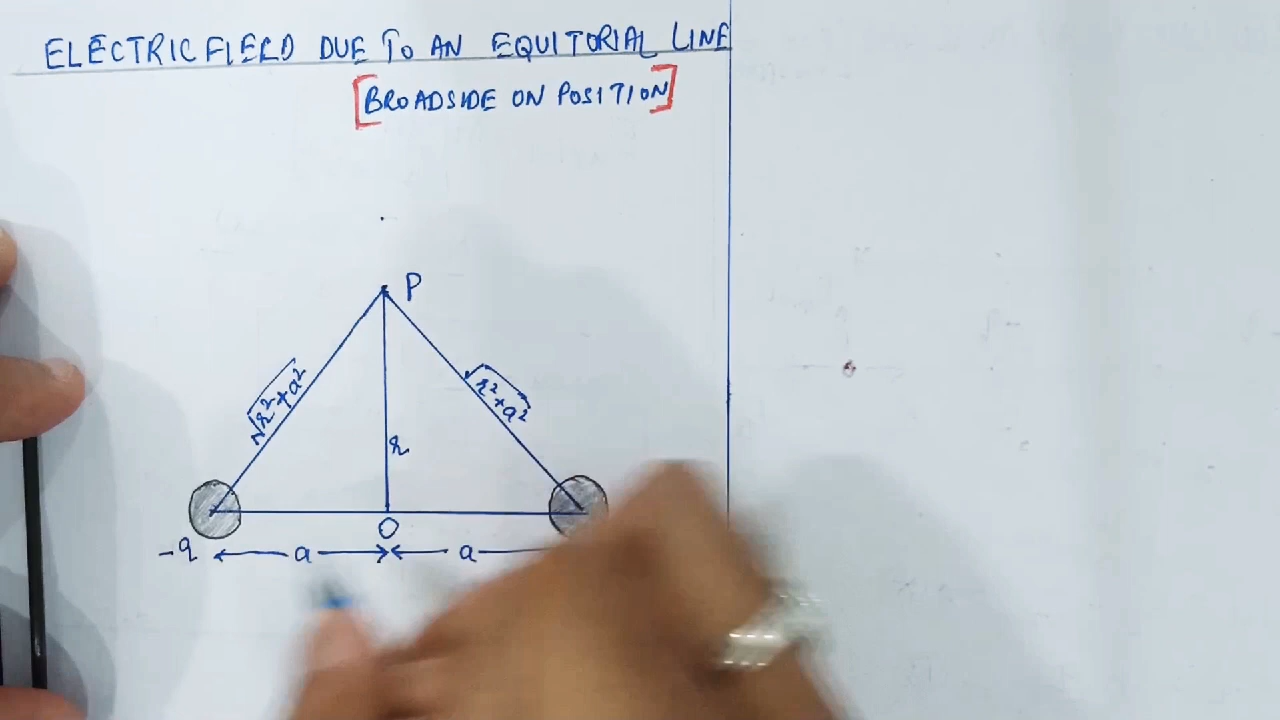 ELECTRIC FIELD DUE TO AN EQUITORIAL LINE
[BROADSIDE ON POSITION]
P
√r²+a²
√r²+a²
r
O
-q
a
a